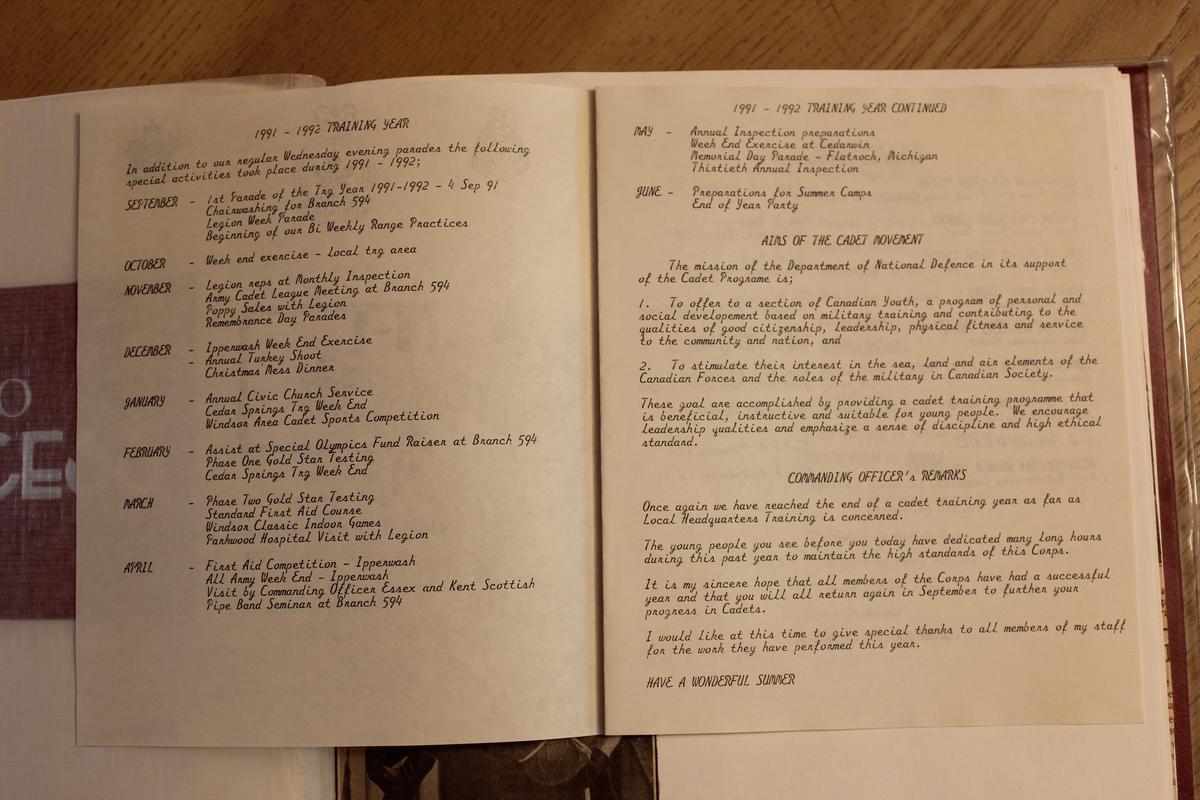 1991 - 1992 TRAINING YEAR
In addition to our regular Wednesday evening parades the following
special activities took place during 1991 - 1992;
SEPTEMBER - 1st Parade of the Trg Year 1991-1992 - 4 Sep 91
Chairwashing for Branch 594
Legion Week Parade
Beginning of our Bi Weekly Range Practices
OCTOBER - Week end exercise - Local trg area
NOVEMBER - Legion reps at Monthly Inspection
Army Cadet League Meeting at Branch 594
Poppy Sales with Legion
Remembrance Day Parades
DECEMBER - Ipperwash Week End Exercise
- Annual Turkey Shoot
Christmas Mess Dinner
JANUARY - Annual Civic Church Service
Cedar Springs Trg Week End
Windsor Area Cadet Sports Competition
FEBRUARY - Assist at Special Olympics Fund Raiser at Branch 594
Phase One Gold Star Testing
Cedar Springs Trg Week End
MARCH - Phase Two Gold Star Testing
Standard First Aid Course
Windsor Classic Indoor Games
Parkwood Hospital Visit with Legion
APRIL - First Aid Competition - Ipperwash
All Army Week End - Ipperwash
Visit by Commanding Officer Essex and Kent Scottish
Pipe Band Seminar at Branch 594
1991 - 1992 TRAINING YEAR CONTINUED
MAY - Annual Inspection preparations
Week End Exercise at Cedarwin
Memorial Day Parade - Flatrock, Michigan
Thirtieth Annual Inspection
JUNE - Preparations for Summer Camps
End of Year Party
AIMS OF THE CADET MOVEMENT
The mission of the Department of National Defence in its support
of the Cadet Programe is;
1. To offer to a section of Canadian Youth, a program of personal and
social developement based on military training and contributing to the
qualities of good citizenship, leadership, physical fitness and service
to the community and nation, and
2. To stimulate their interest in the sea, land and air elements of the
Canadian Forces and the roles of the military in Canadian Society.
These goal are accomplished by providing a cadet training programme that
is beneficial, instructive and suitable for young people. We encourage
leadership qualities and emphasize a sense of discipline and high ethical
standard.
COMMANDING OFFICER's REMARKS
Once again we have reached the end of a cadet training year as far as
Local Headquarters Training is concerned.
The young people you see before you today have dedicated many long hours
during this past year to maintain the high standards of this Corps.
It is my sincere hope that all members of the Corps have had a successful
year and that you will all return again in September to further your
progress in Cadets.
I would like at this time to give special thanks to all members of my staff
for the work they have performed this year.
HAVE A WONDERFUL SUMMER